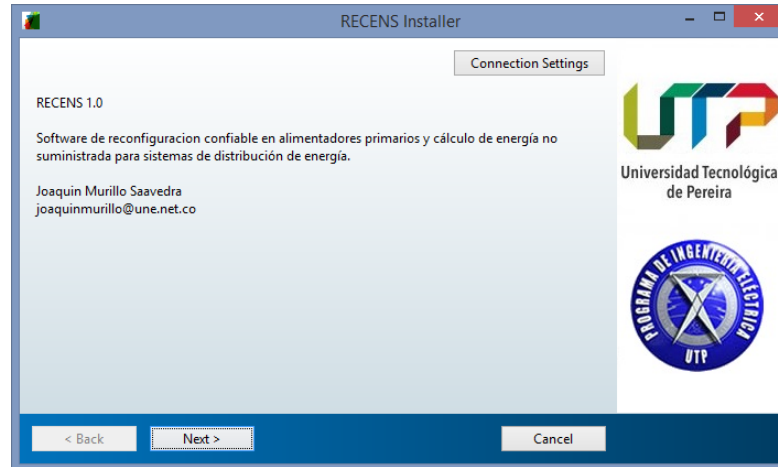 RECENS Installer
Connection Settings
RECENS 1.0
Software de reconfiguracion confiable en alimentadores primarios y cálculo de energía no
suministrada para sistemas de distribución de energía.
Joaquin Murillo Saavedra
joaquinmurillo@une.net.co
UTP
Universidad Tecnológica
de Pereira
PROGRAMA DE INGENIERÍA ELÉCTRICA
UTP
< Back
Next >
Cancel